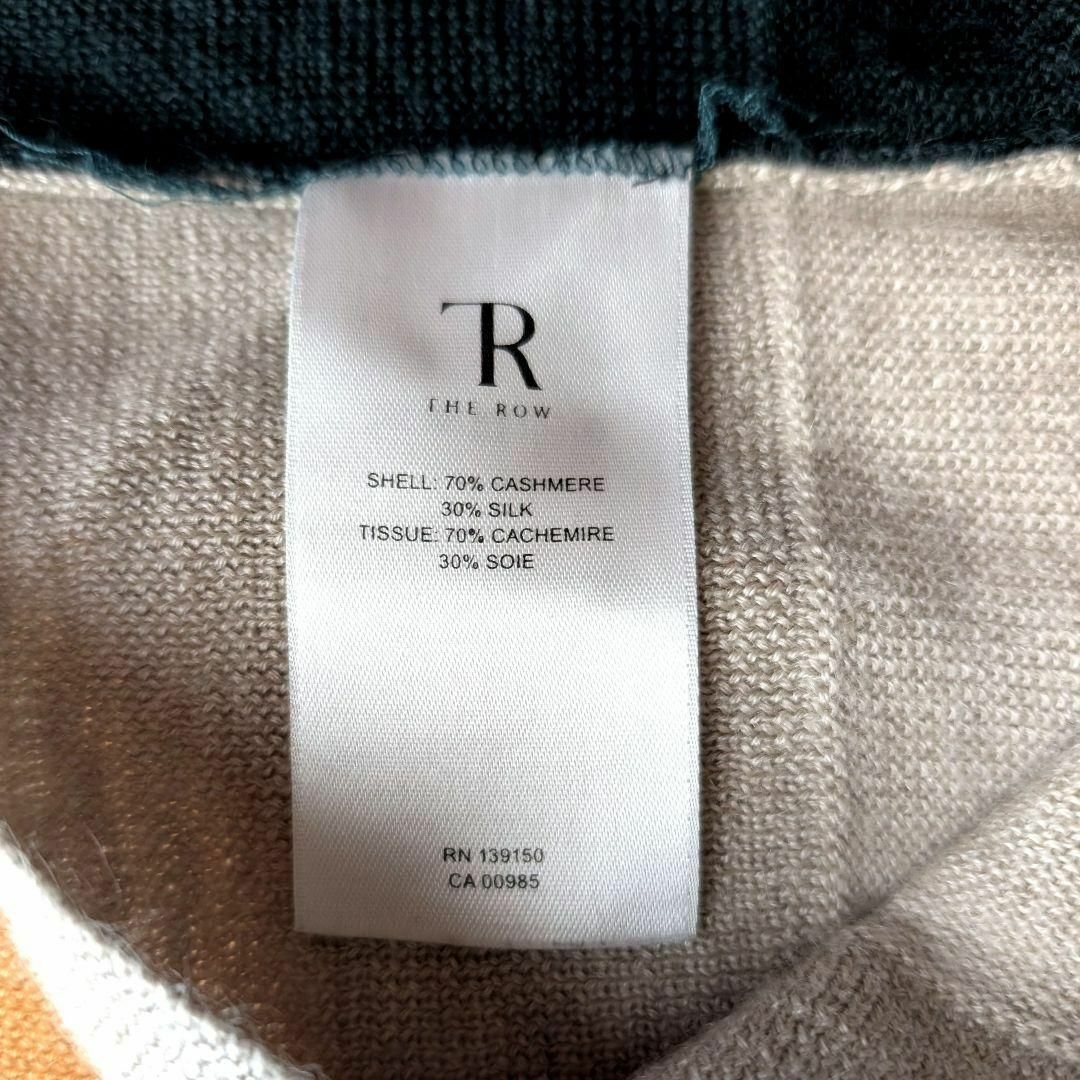 TR
THE ROW
SHELL: 70% CASHMERE
30% SILK
TISSUE: 70% CACHEMIRE
30% SOIE
RN 139150
CA 00985